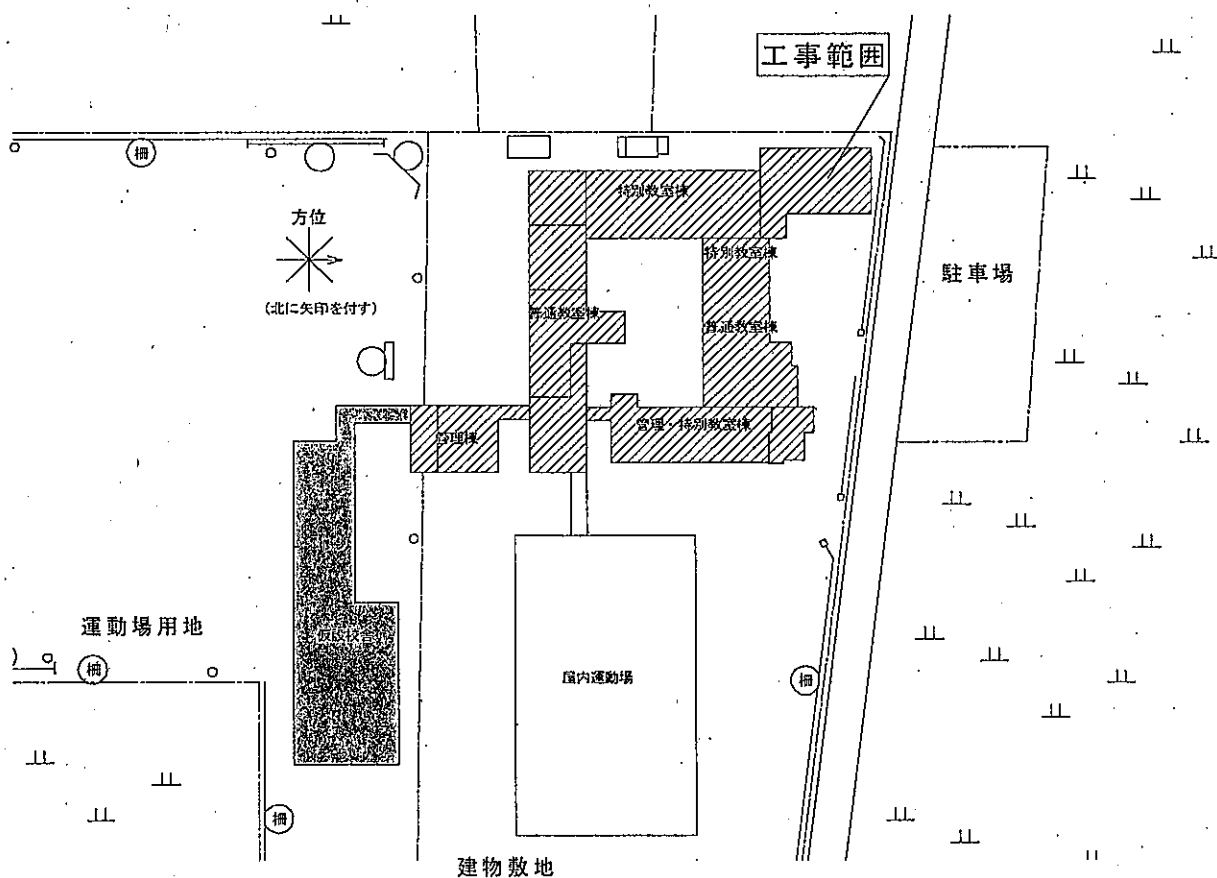 工事範囲
柵
特別教室棟
方位
特別教室棟
駐車場
(北に矢印を付す)
普通教室棟
普通教室棟
管理棟
管理・特別教室棟
運動場用地
仮設校舎
柵
屋内運動場
柵
柵
建物敷地